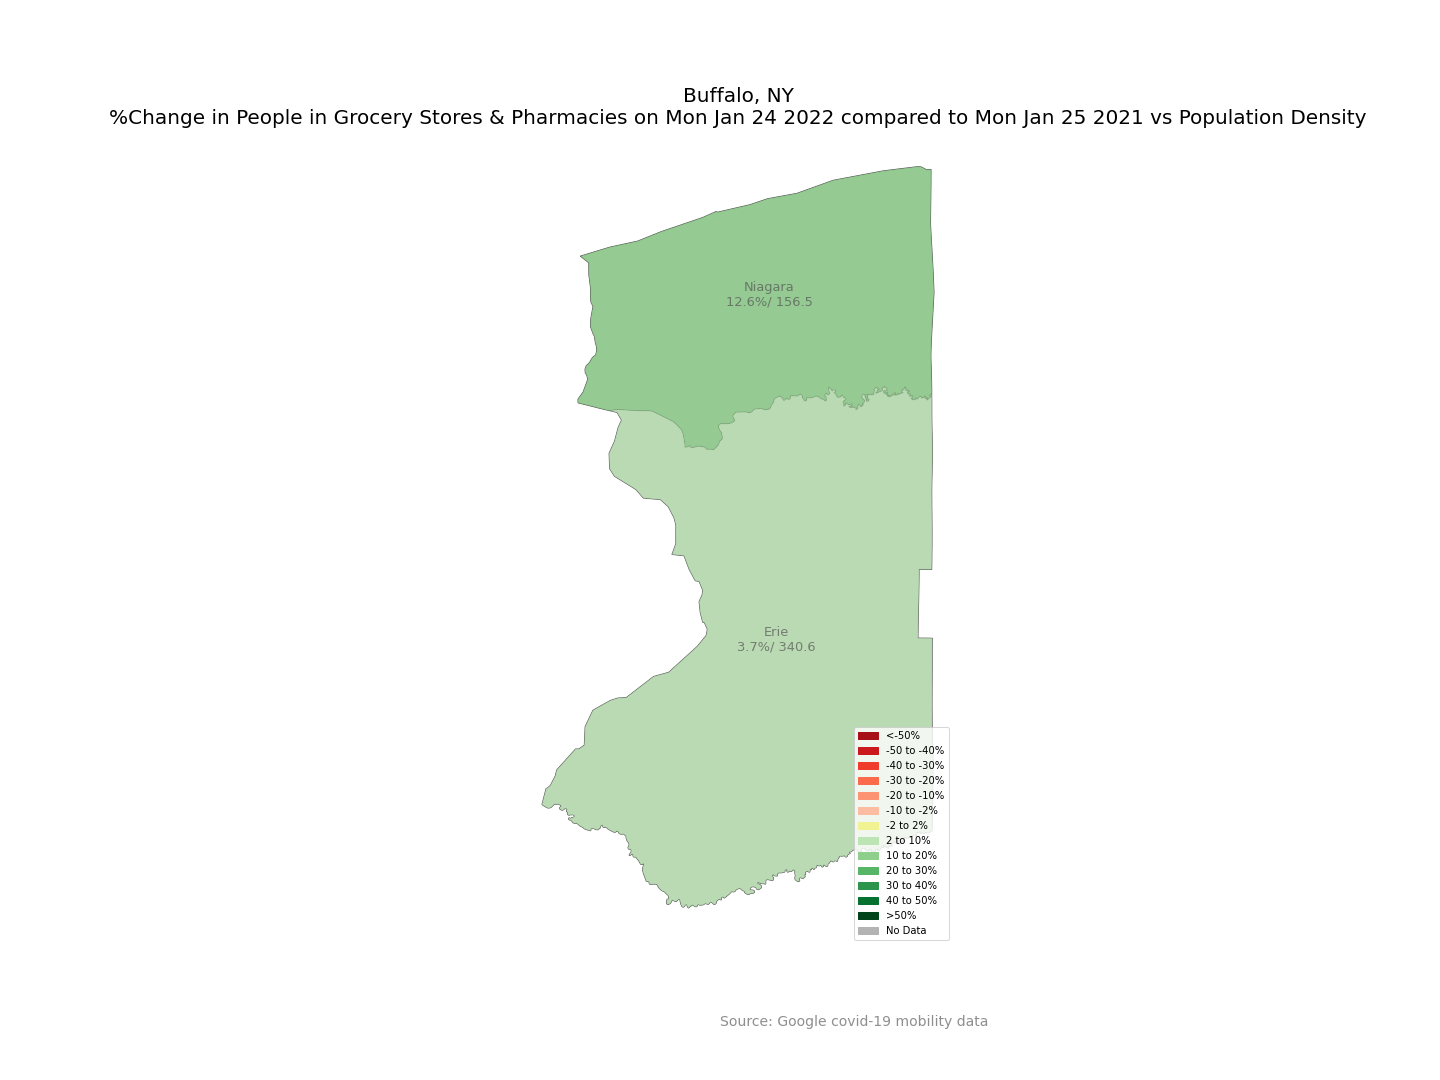 Buffalo, NY
%Change in People in Grocery Stores & Pharmacies on Mon Jan 24 2022 compared to Mon Jan 25 2021 vs Population Density
Niagara
12.6%/ 156.5
Erie
3.7%/ 340.6
<-50%
-50 to -40%
-40 to -30%
-30 to -20%
-20 to -10%
-10 to -2%
-2 to 2%
2 to 10%
10 to 20%
20 to 30%
30 to 40%
40 to 50%
>50%
No Data
Source: Google covid-19 mobility data